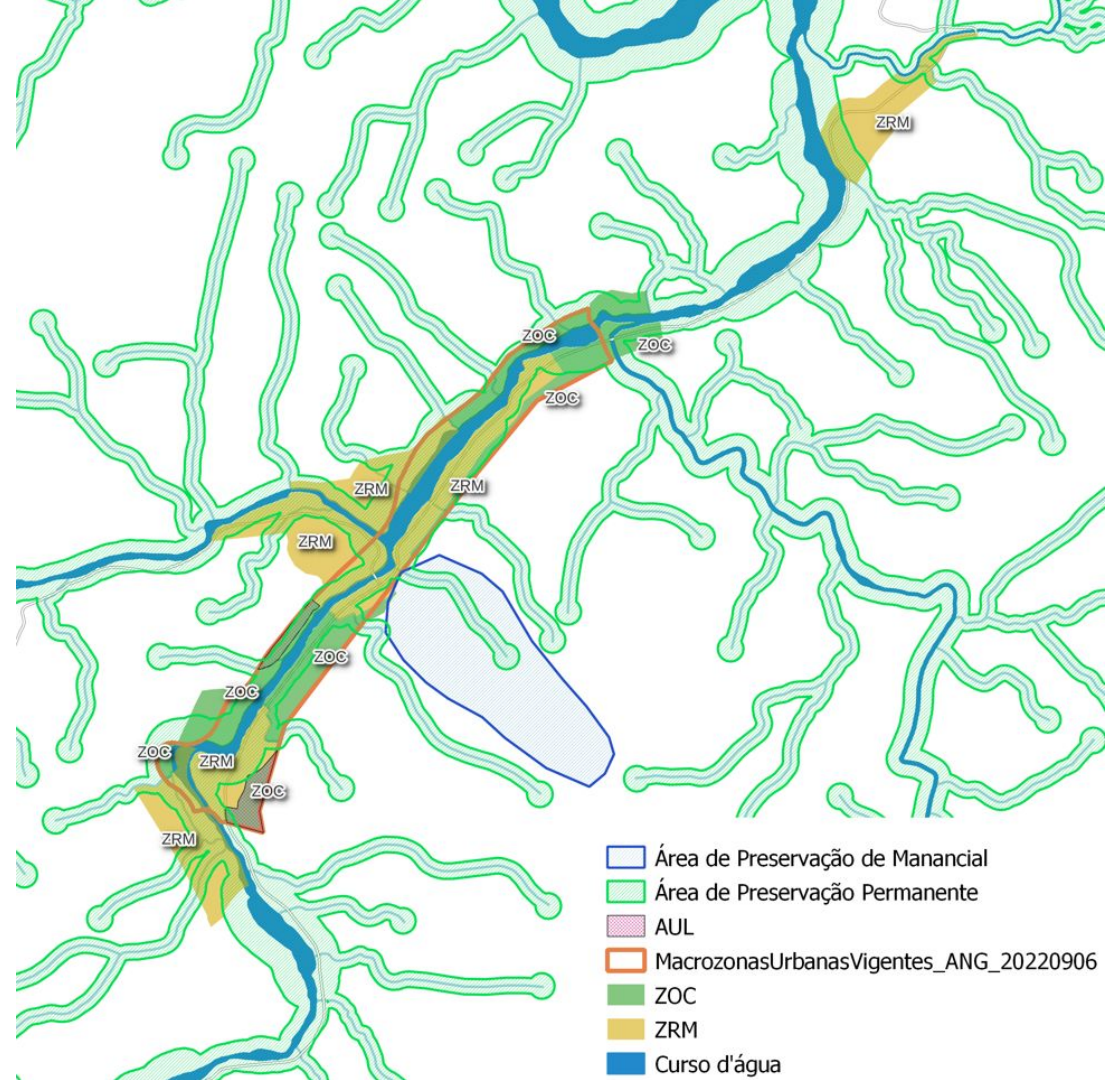 ZRM
ZOC
ZOC
ZOC
ZRM
ZRM
ZRM
ZOC
ZOC
ZOC
ZRM
ZOC
ZRM
Área de Preservação de Manancial
Área de Preservação Permanente
AUL
MacrozonasUrbanasVigentes_ANG_20220906
ZOC
ZRM
Curso d'água